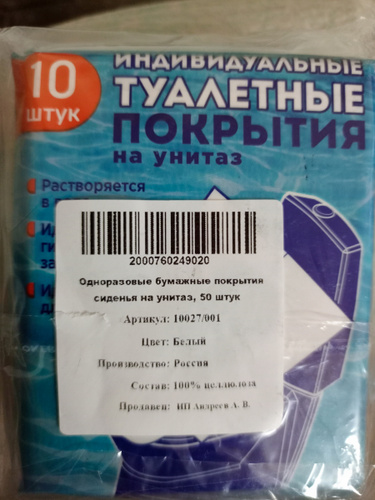 10
штук
ИНДИВИДУАЛЬНЫЕ
ТУАЛЕТНЫЕ
ПОКРЫТИЯ
на унитаз
Растворяется
в
2000760249020
Одноразовые бумажные покрытия
сиденья на унитаз, 50 штук
Артикул: 10027/001
Цвет: Белый
Производство: Россия
Состав: 100% целлюлоза
Продавец: ИП Андреев А. В.